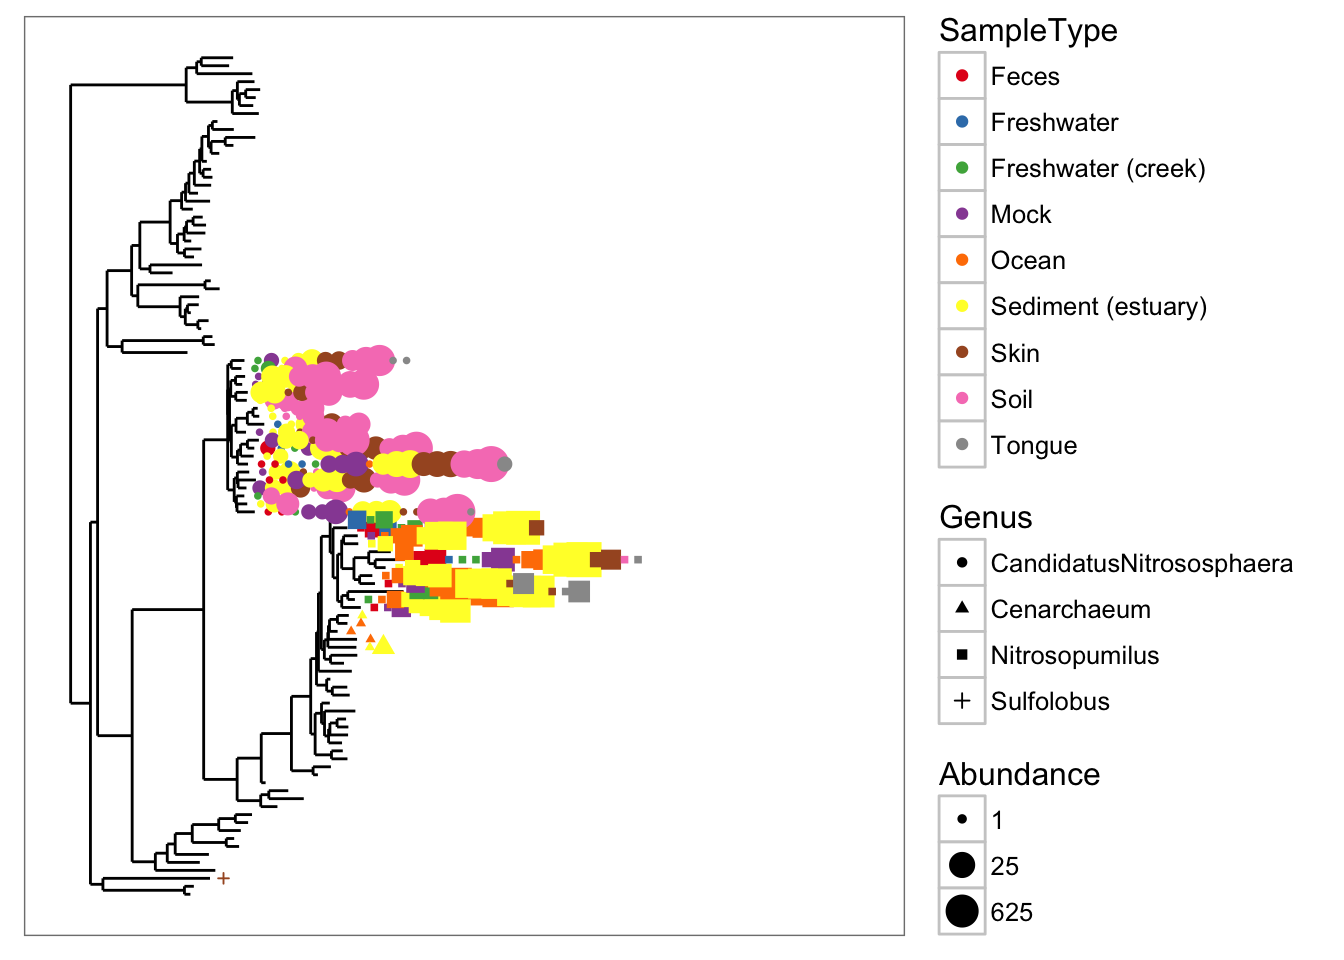 SampleType
Feces
Freshwater
Freshwater (creek)
Mock
Ocean
Sediment (estuary)
Skin
Soil
Tongue
Genus
CandidatusNitrososphaera
Cenarchaeum
Nitrosopumilus
Sulfolobus
Abundance
1
25
625